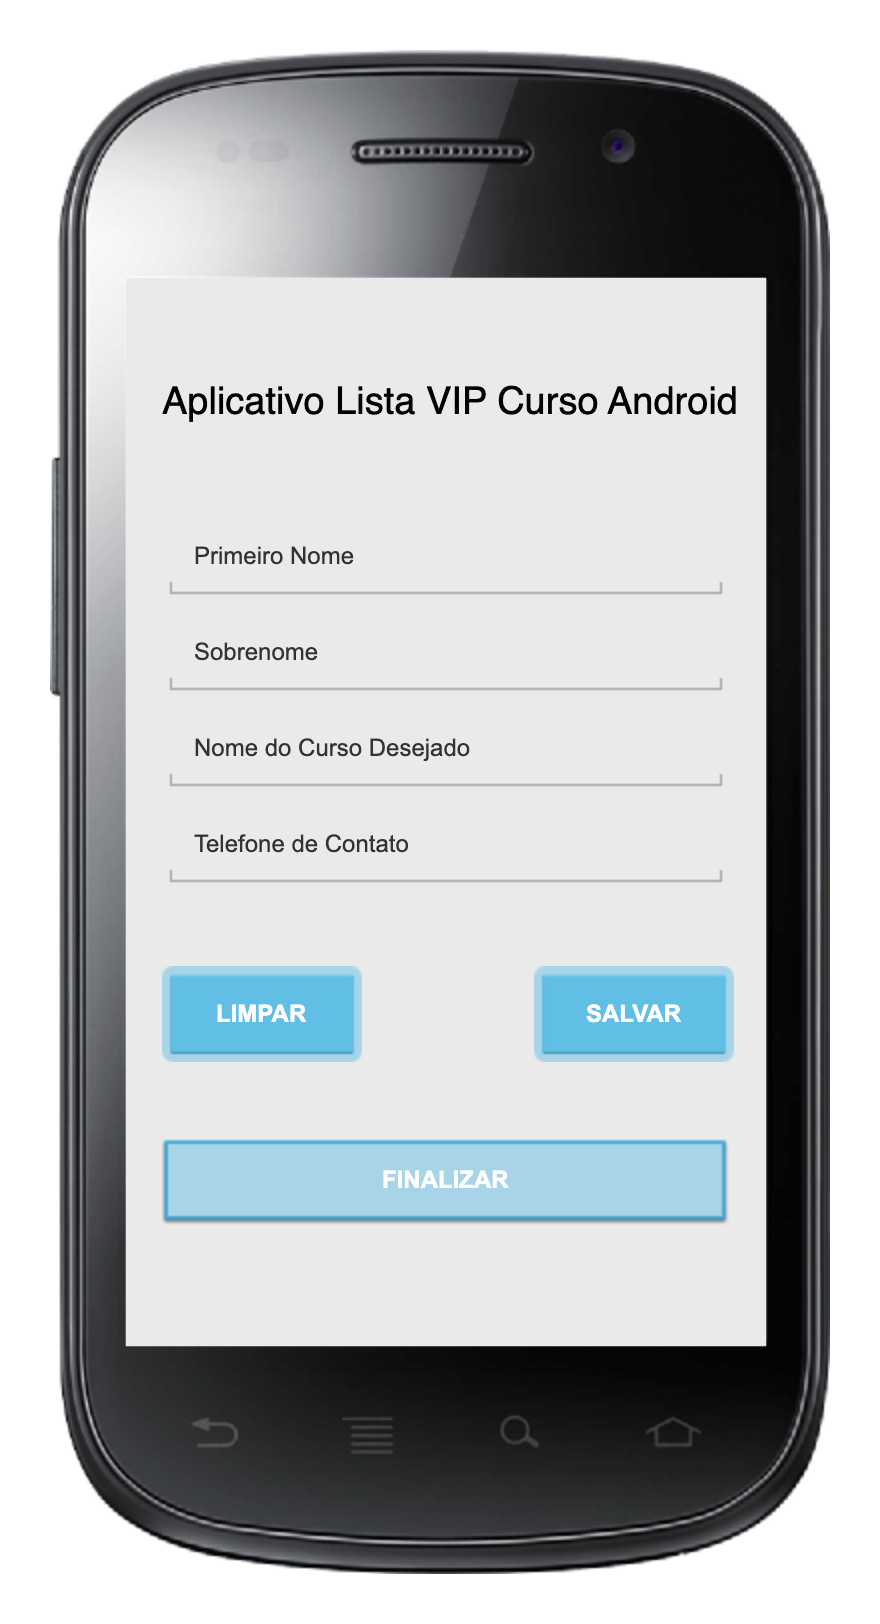 Aplicativo Lista VIP Curso Android
Primeiro Nome
Sobrenome
Nome do Curso Desejado
Telefone de Contato
LIMPAR
SALVAR
FINALIZAR